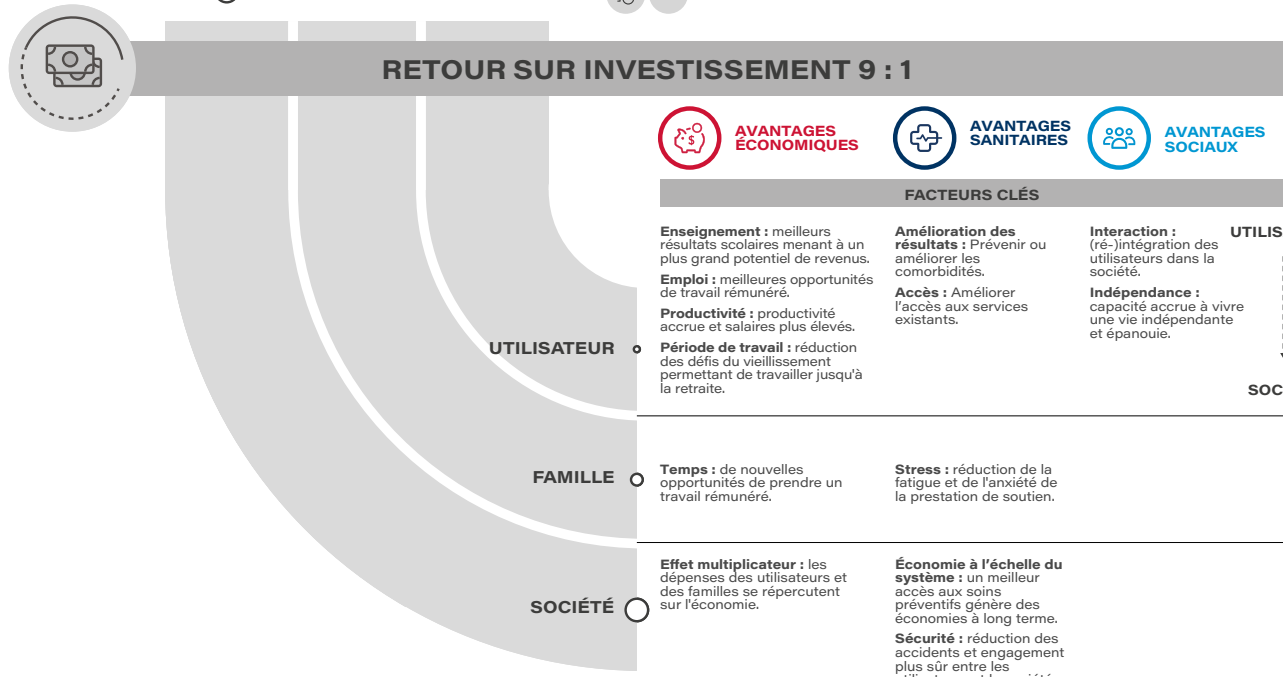 RETOUR SUR INVESTISSEMENT 9 : 1
AVANTAGES
ÉCONOMIQUES
AVANTAGES
SANITAIRES
AVANTAGES
SOCIAUX
FACTEURS CLÉS
UTILISATEUR
Enseignement : meilleurs
résultats scolaires menant à un
plus grand potentiel de revenus.
Emploi : meilleures opportunités
de travail rémunéré.
Productivité : productivité
accrue et salaires plus élevés.
Période de travail : réduction
des défis du vieillissement
permettant de travailler jusqu'à
la retraite.
Amélioration des
résultats : Prévenir ou
améliorer les
comorbidités.
Accès : Améliorer
l'accès aux services
existants.
Interaction :
(ré-)intégration des
utilisateurs dans la
société.
Indépendance :
capacité accrue à vivre
une vie indépendante
et épanouie.
UTILIS
SOC
FAMILLE
Temps : de nouvelles
opportunités de prendre un
travail rémunéré.
Stress : réduction de la
fatigue et de l'anxiété de
la prestation de soutien.
SOCIÉTÉ
Effet multiplicateur : les
dépenses des utilisateurs et
des familles se répercutent
sur l'économie.
Économie à l'échelle du
système : un meilleur
accès aux soins
préventifs génère des
économies à long terme.
Sécurité : réduction des
accidents et engagement
plus sûr entre les